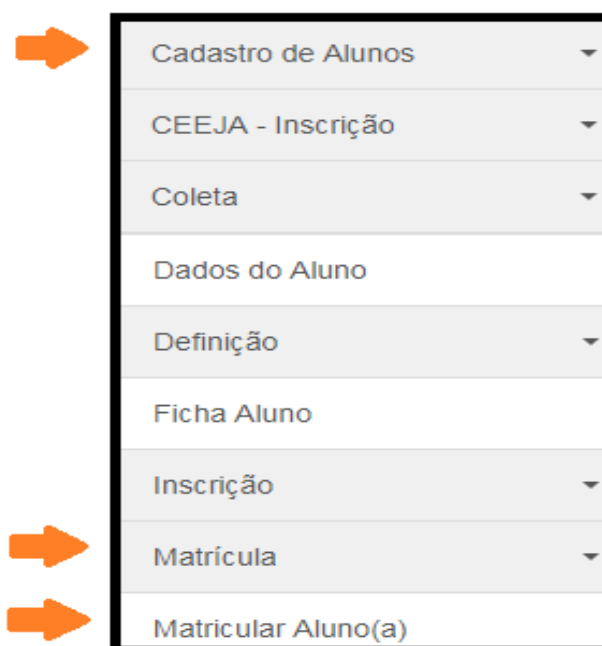 Cadastro de Alunos
CEEJA - Inscrição
Coleta
Dados do Aluno
Definição
Ficha Aluno
Inscrição
Matrícula
Matricular Aluno(a)